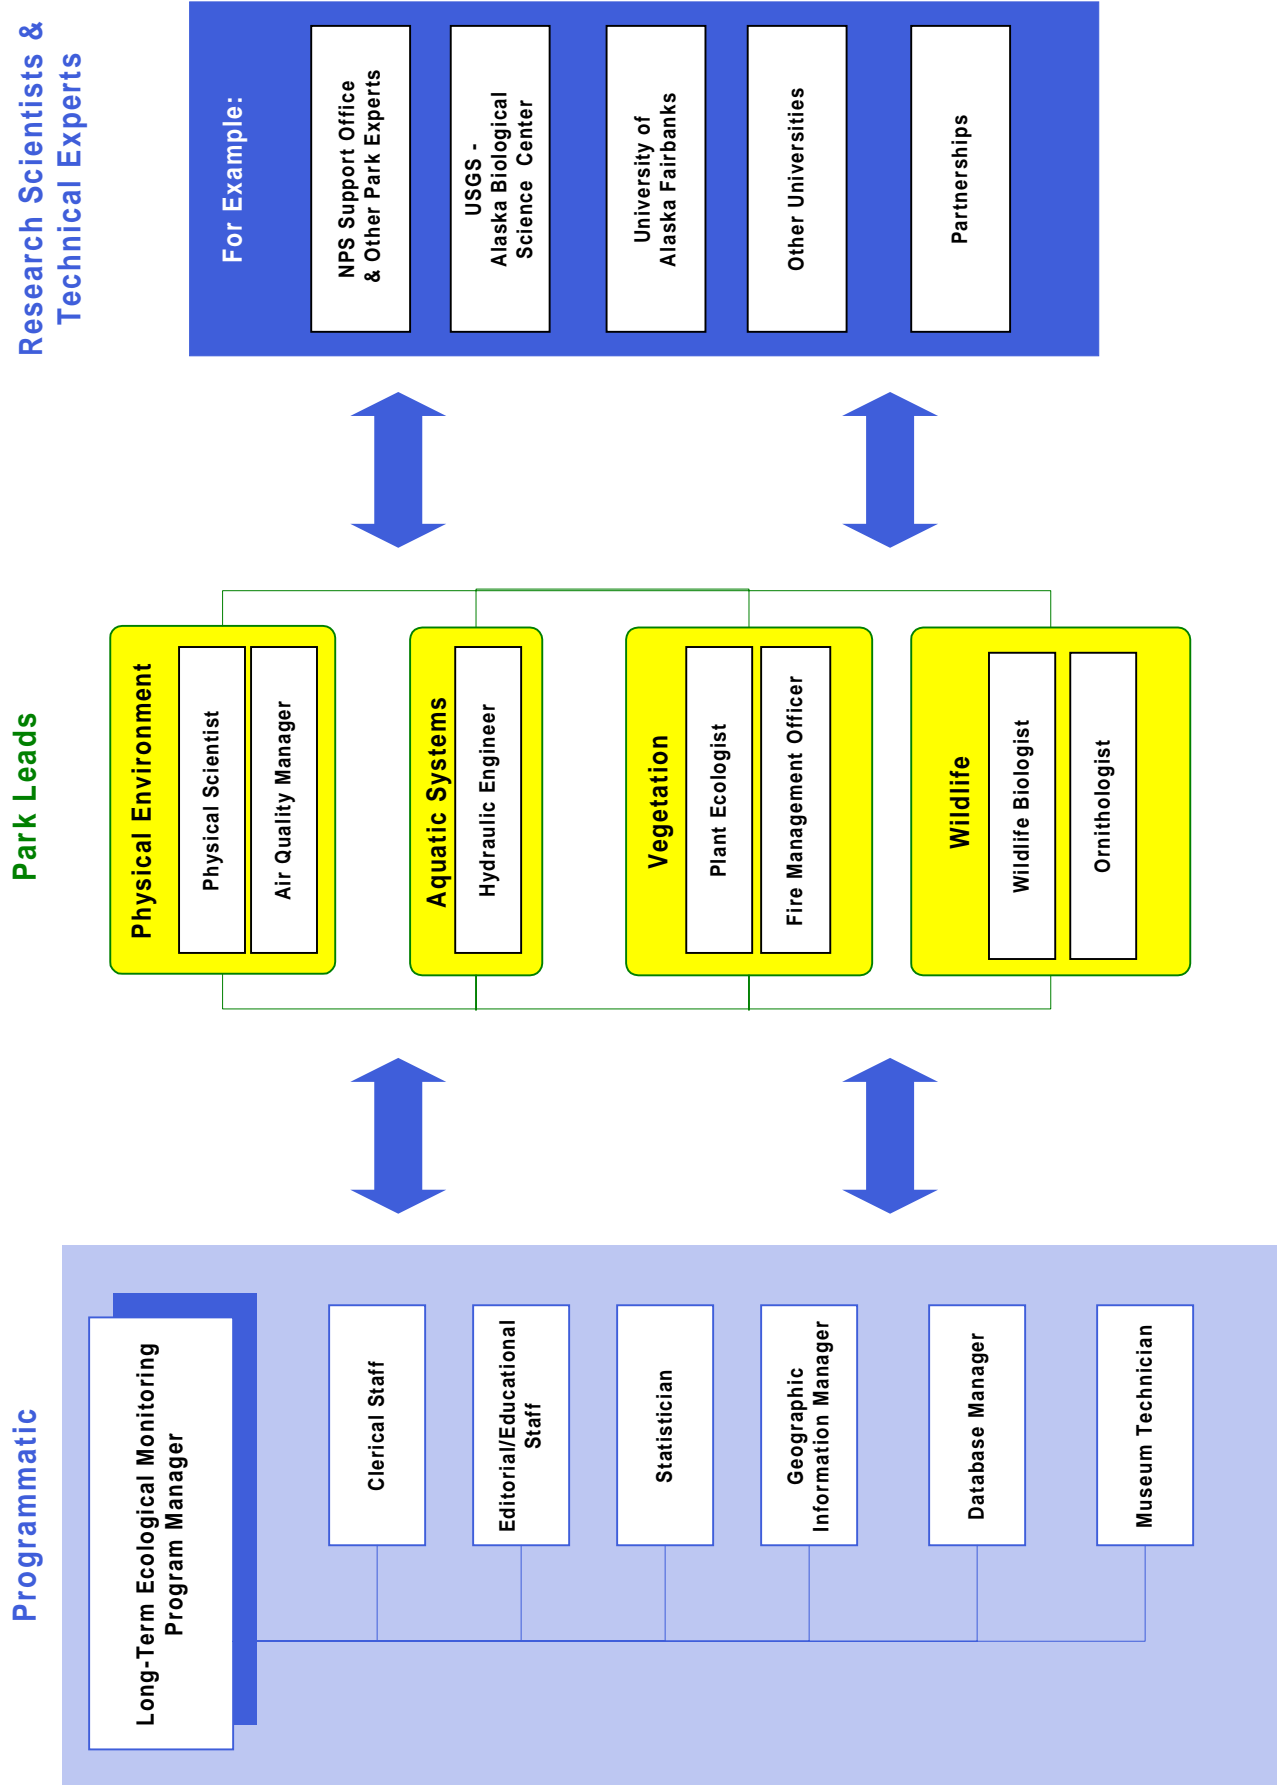 Programmatic
Long-Term Ecological Monitoring
Program Manager
Clerical Staff
Editorial/Educational
Staff
Statistician
Geographic
Information Manager
Database Manager
Museum Technician
Park Leads
Physical Environment
Physical Scientist
Air Quality Manager
Aquatic Systems
Hydraulic Engineer
Vegetation
Plant Ecologist
Fire Management Officer
Wildlife
Wildlife Biologist
Ornithologist
Research Scientists &
Technical Experts
For Example:
NPS Support Office
& Other Park Experts
USGS -
Alaska Biological
Science Center
University of
Alaska Fairbanks
Other Universities
Partnerships